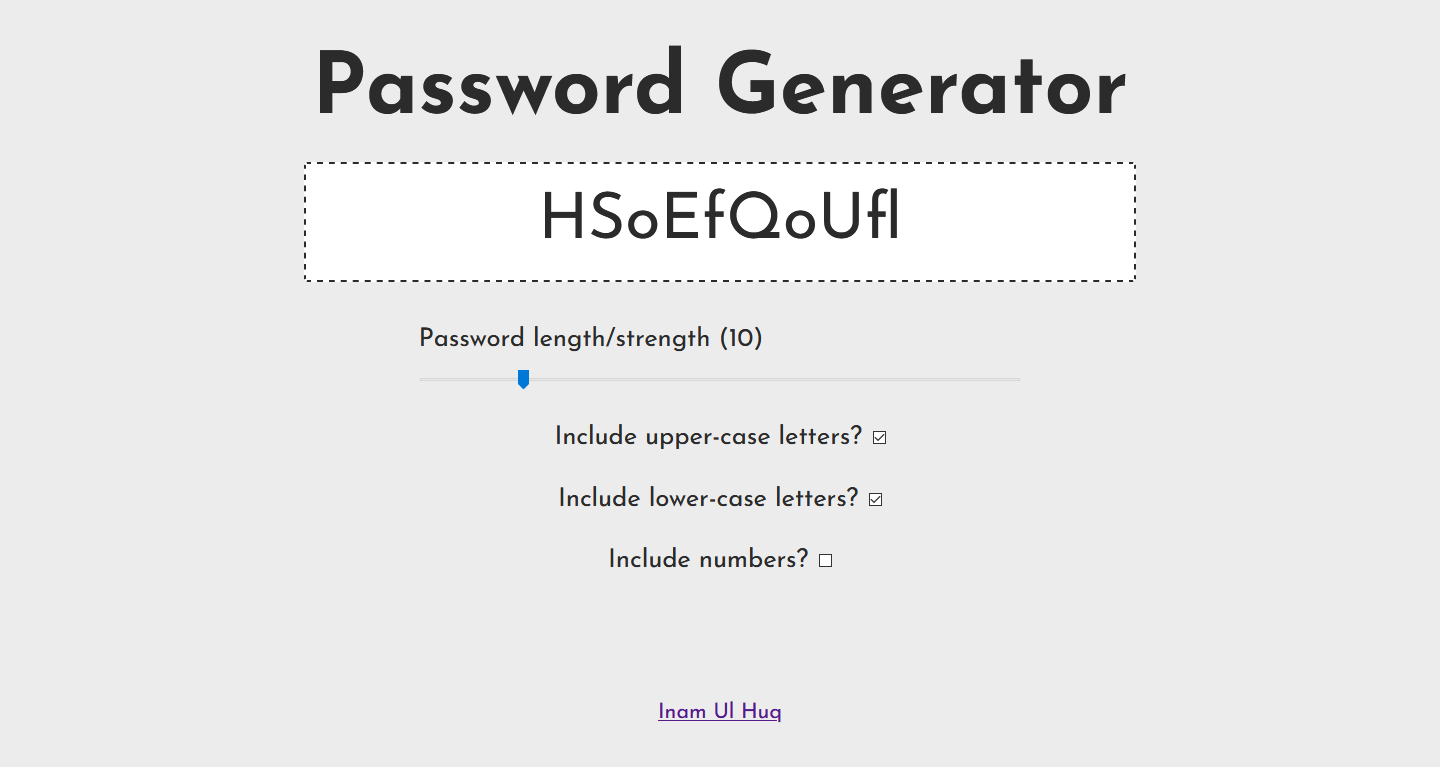 Password Generator
HSoEfQoUfl
Password length/strength (10)
Include upper-case letters?
Include lower-case letters?
Include numbers?
Inam Ul Huq